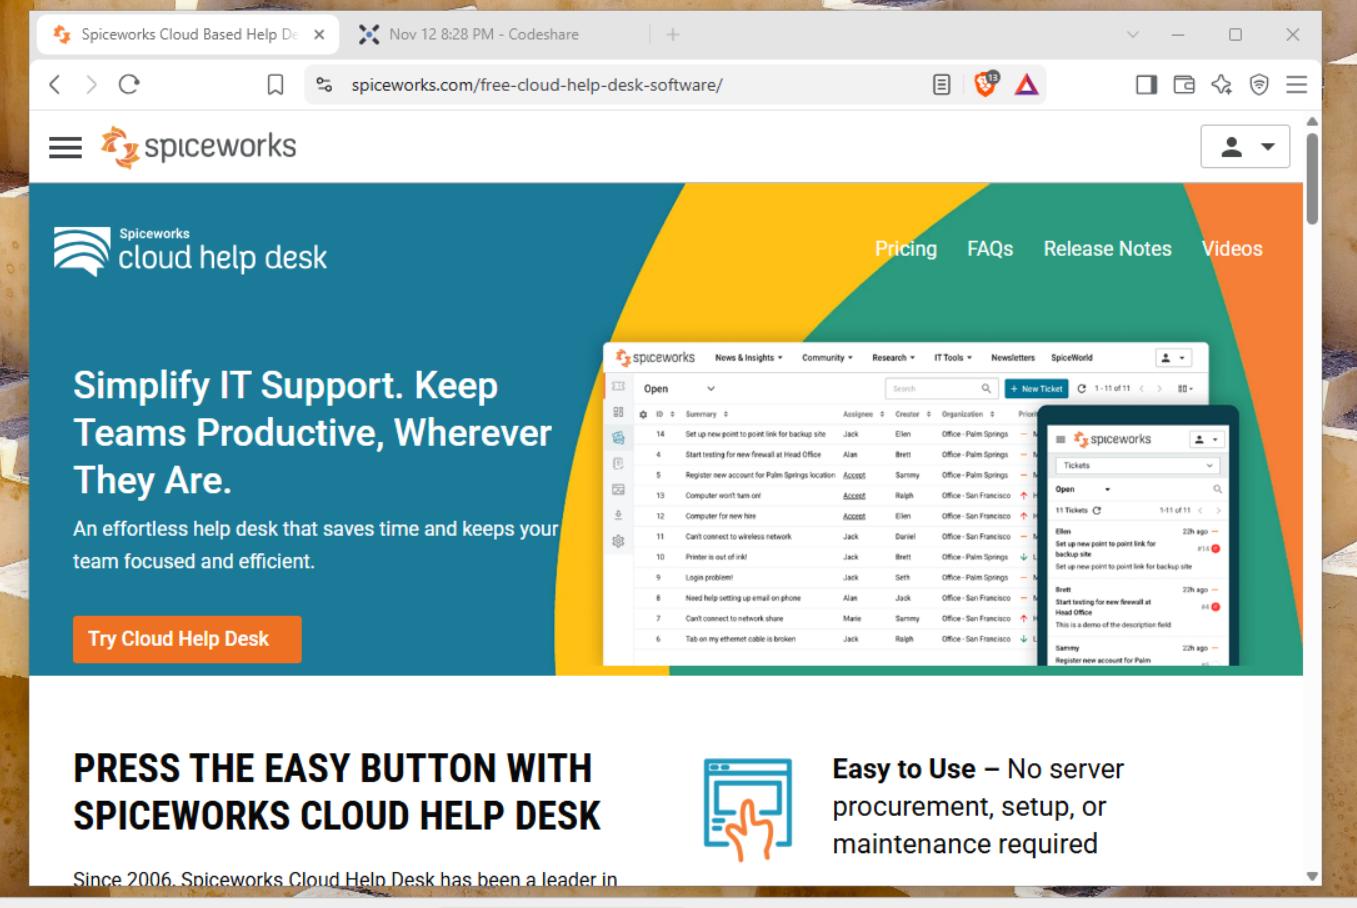 Spiceworks Cloud Based Help De
Nov 12 8:28 PM - Codeshare
spiceworks.com/free-cloud-help-desk-software/
13
spiceworks
Spiceworks
cloud help desk
Pricing FAQs Release Notes Videos
Simplify IT Support. Keep
Teams Productive, Wherever
They Are.
An effortless help desk that saves time and keeps your
team focused and efficient.
Try Cloud Help Desk
spiceworks News & Insights Community Research IT Tools Newsletters SpiceWorld
Open Search + New Ticket 1 - 11 of 11
ID Summary Assignee Creator Organization Priori
14 Set up new point to point link for backup site Jack Ellen Office - Palm Springs
4 Start testing for new firewall at Head Office Alan Brett Office - Palm Springs
5 Register new account for Palm Springs location Accept Sammy Office - Palm Springs
13 Computer won't turn on! Accept Ralph Office - San Francisco
12 Computer for new hire Accept Ellen Office - San Francisco
11 Can't connect to wireless network Jack Daniel Office - San Francisco
10 Printer is out of ink! Jack Brett Office - Palm Springs
9 Login problem! Jack Seth Office - Palm Springs
8 Need help setting up email on phone Alan Jack Office - San Francisco
7 Can't connect to network share Marie Sammy Office - San Francisco
6 Tab on my ethernet cable is broken Jack Ralph Office - San Francisco
spiceworks
Tickets
Open
11 Tickets 1-11 of 11
Ellen 22h ago
Set up new point to point link for
backup site #14
Set up new point to point link for backup site
Brett 22h ago
Start testing for new firewall at
Head Office #4
This is a demo of the description field
Sammy 22h ago
Register new account for Palm
PRESS THE EASY BUTTON WITH
SPICEWORKS CLOUD HELP DESK
Since 2006, Spiceworks Cloud Help Desk has been a leader in
Easy to Use – No server
procurement, setup, or
maintenance required